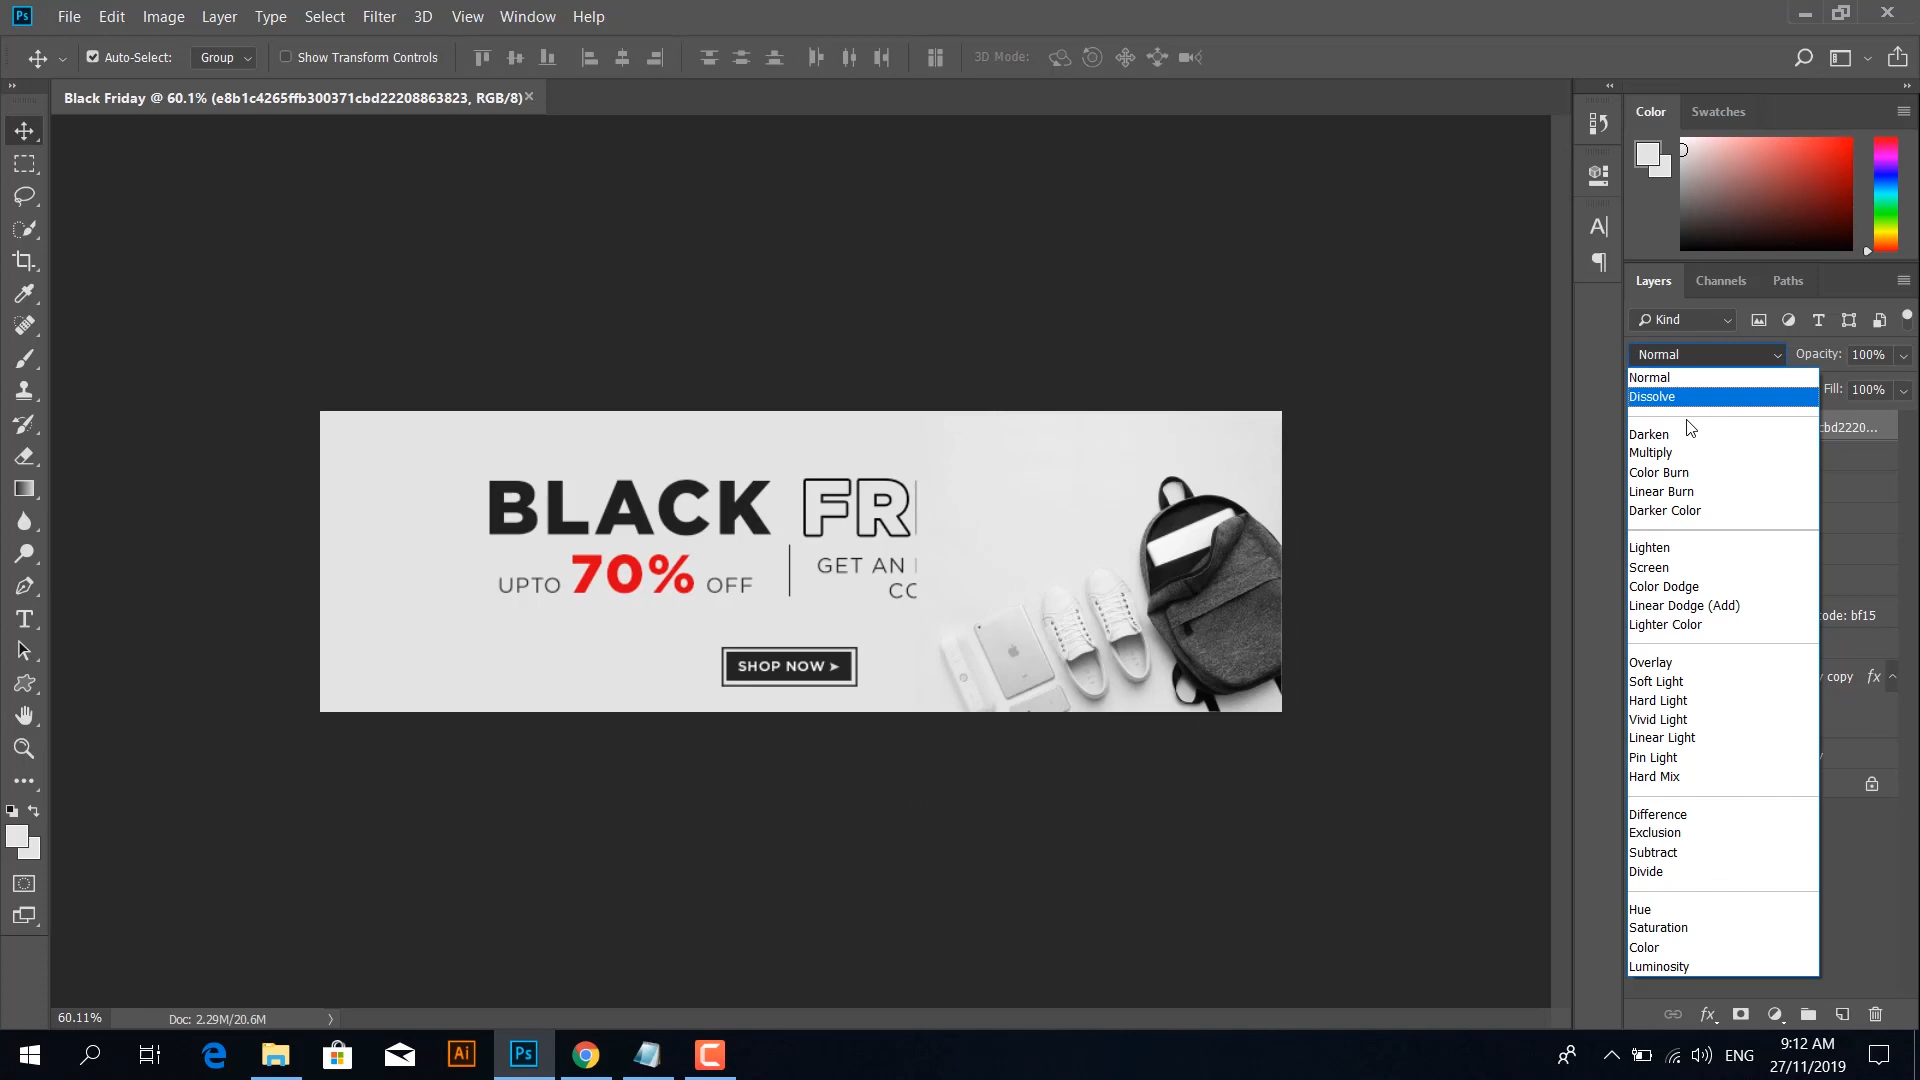 Ps File Edit Image Layer Type Select Filter 3D View Window Help
Auto-Select: Group Show Transform Controls 3D Mode:
Black Friday @ 60.1% (e8b1c4265ffb300371cbd22208863823, RGB/8)
Color Swatches
Layers Channels Paths
Kind
Normal Opacity: 100%
Fill: 100%
Normal
Dissolve
Darken
Multiply
Color Burn
Linear Burn
Darker Color
Lighten
Screen
Color Dodge
Linear Dodge (Add)
Lighter Color
Overlay
Soft Light
Hard Light
Vivid Light
Linear Light
Pin Light
Hard Mix
Difference
Exclusion
Subtract
Divide
Hue
Saturation
Color
Luminosity
cbd2220...
ode: bf15
copy fx
BLACK FR
UPTO 70% OFF
GET AN
CC
SHOP NOW ➤
60.11% Doc: 2.29M/20.6M
fx
Ai Ps
ENG
9:12 AM
27/11/2019